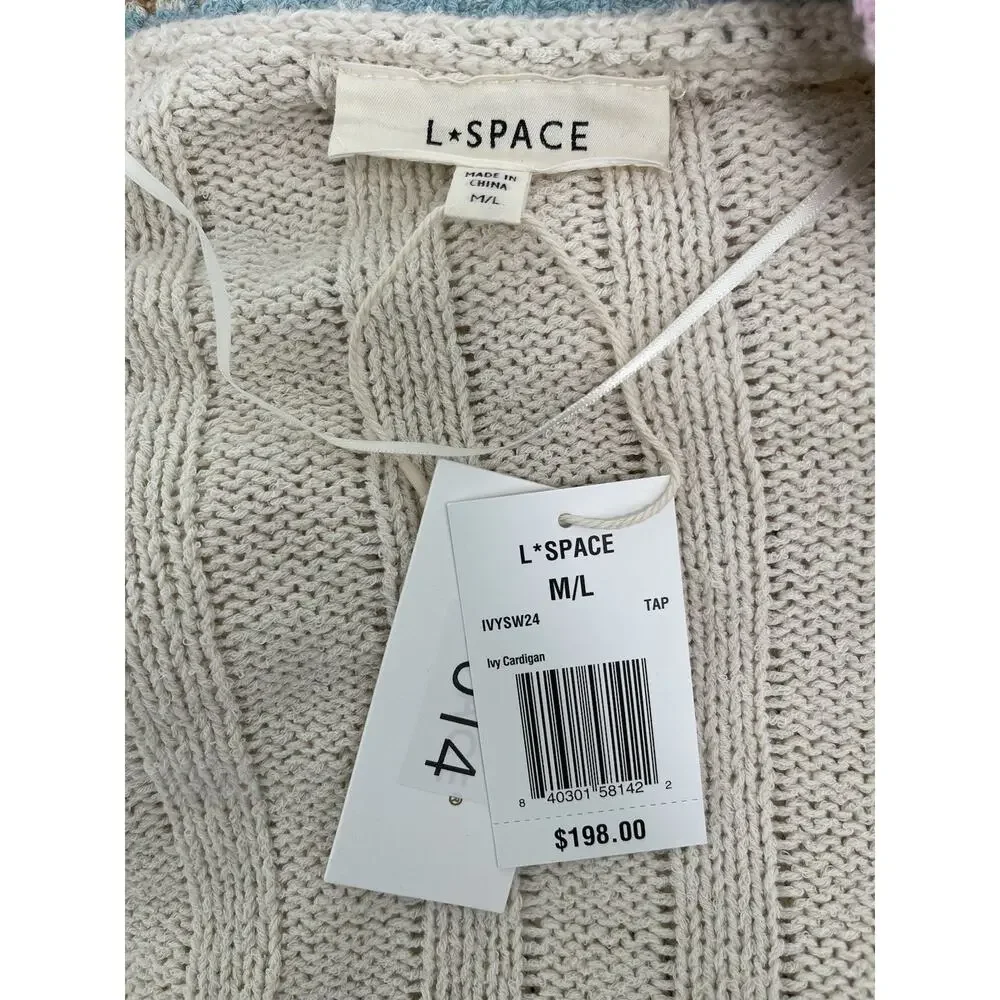 L★SPACE
MADE IN
CHINA
M/L
L*SPACE
M/L
IVYSW24 TAP
Ivy Cardigan
8 40301 58142 2
$198.00
014